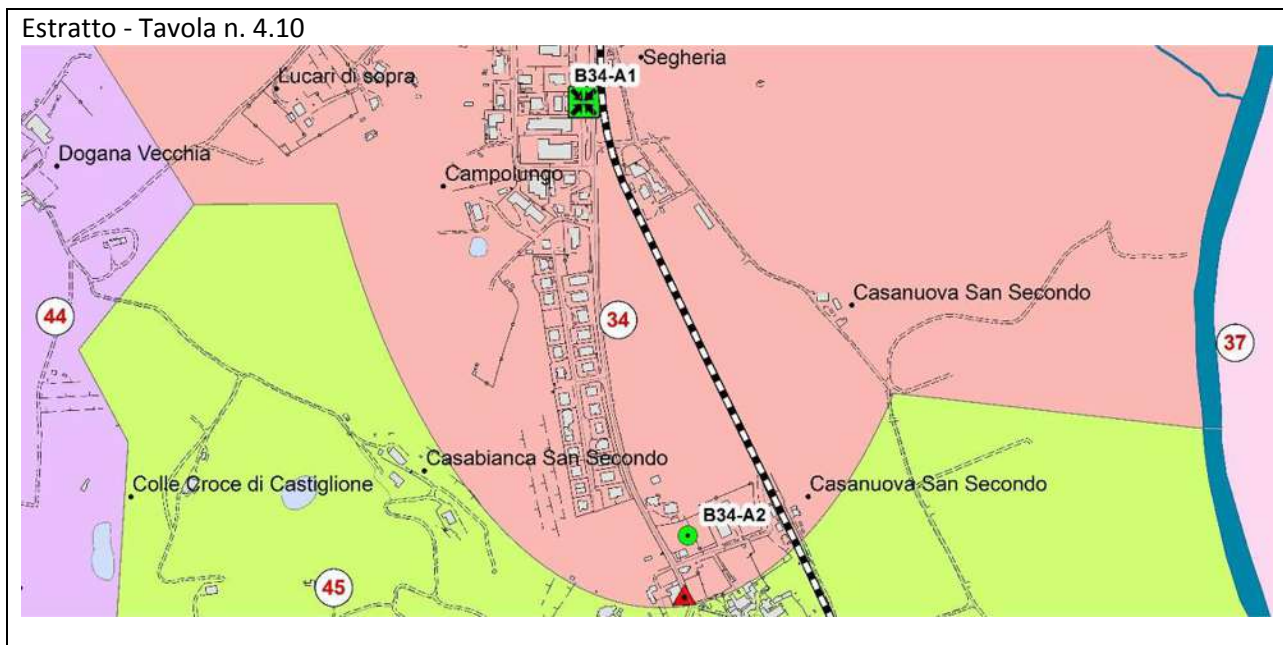 Estratto - Tavola n. 4.10
Segheria
B34-A1
Lucari di sopra
Dogana Vecchia
Campolungo
Casanuova San Secondo
44
34
37
Casabianca San Secondo
Colle Croce di Castiglione
Casanuova San Secondo
B34-A2
45